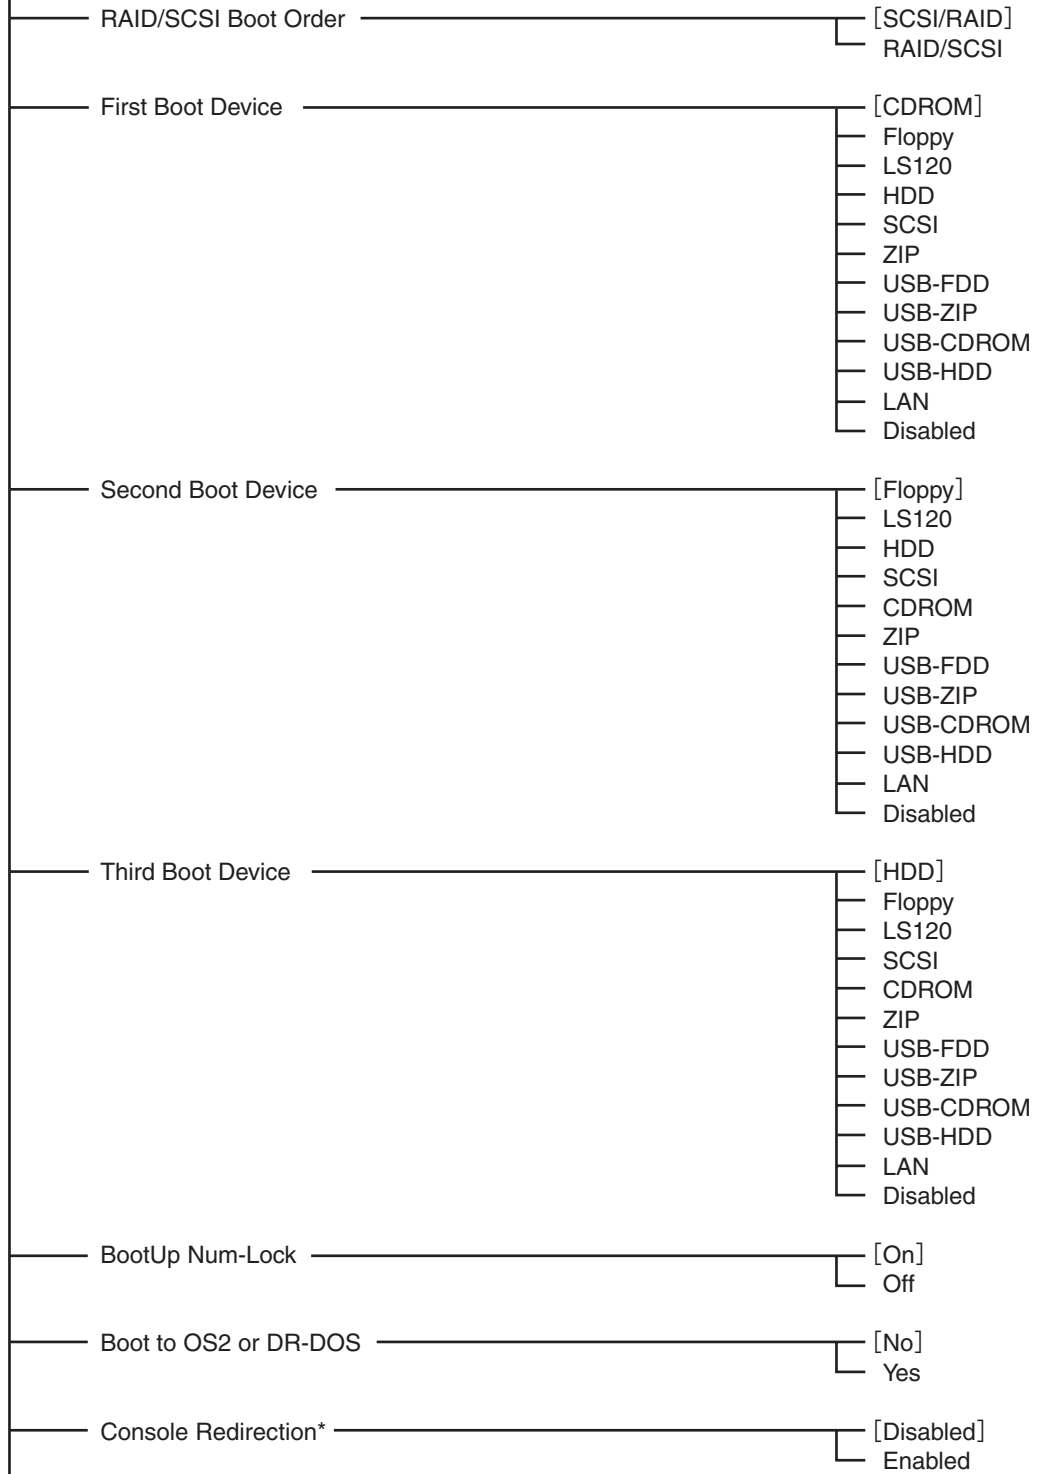 RAID/SCSI Boot Order [SCSI/RAID]
RAID/SCSI
First Boot Device [CDROM]
Floppy
LS120
HDD
SCSI
ZIP
USB-FDD
USB-ZIP
USB-CDROM
USB-HDD
LAN
Disabled
Second Boot Device [Floppy]
LS120
HDD
SCSI
CDROM
ZIP
USB-FDD
USB-ZIP
USB-CDROM
USB-HDD
LAN
Disabled
Third Boot Device [HDD]
Floppy
LS120
SCSI
CDROM
ZIP
USB-FDD
USB-ZIP
USB-CDROM
USB-HDD
LAN
Disabled
BootUp Num-Lock [On]
Off
Boot to OS2 or DR-DOS [No]
Yes
Console Redirection* [Disabled]
Enabled